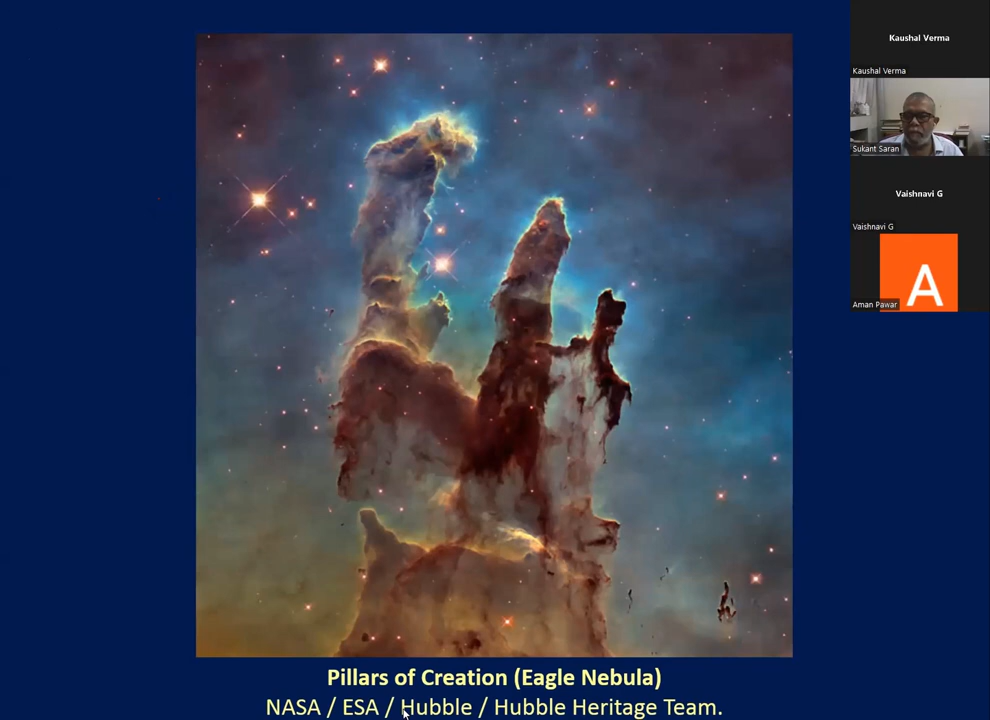 Pillars of Creation (Eagle Nebula)
NASA / ESA / Hubble / Hubble Heritage Team.
Kaushal Verma
Kaushal Verma
Sukant Saran
Vaishnavi G
Vaishnavi G
A
Aman Pawar